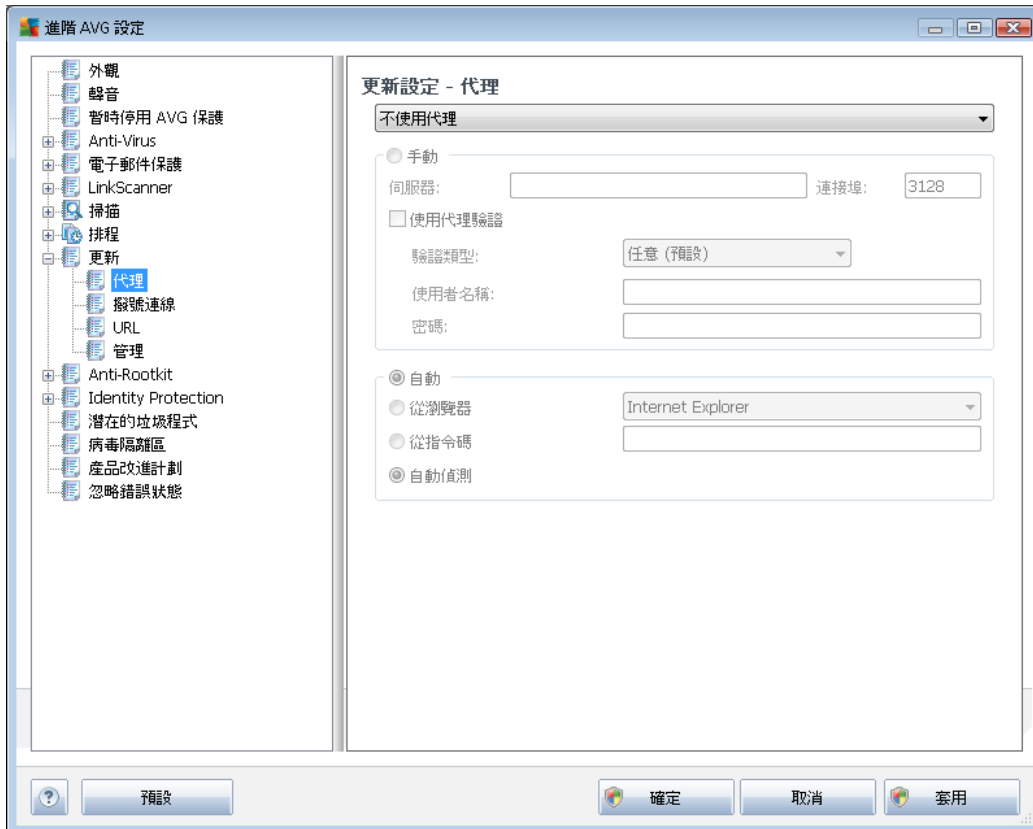 進階 AVG 設定
外觀
聲音
暫時停用 AVG 保護
Anti-Virus
電子郵件保護
LinkScanner
掃描
排程
更新
代理
撥號連線
URL
管理
Anti-Rootkit
Identity Protection
潛在的垃圾程式
病毒隔離區
產品改進計劃
忽略錯誤狀態
更新設定 - 代理
不使用代理
手動
伺服器: 連接埠: 3128
使用代理驗證
驗證類型: 任意 (預設)
使用者名稱:
密碼:
自動
從瀏覽器 Internet Explorer
從指令碼
自動偵測
? 預設 確定 取消 套用